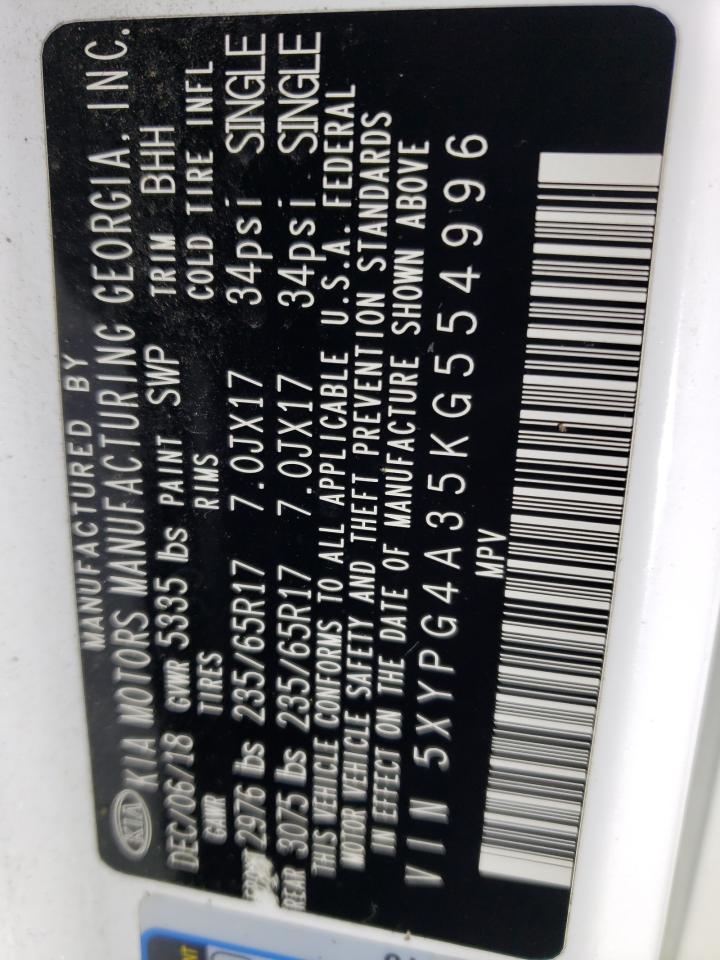 MANUFACTURED BY
KIA KIA MOTORS MANUFACTURING GEORGIA, INC.
DEC/06/18 GVWR 5335 lbs PAINT SWP TRIM BHH
GAWR TIRES RIMS COLD TIRE INFL
2976 lbs 235/65R17 7.0JX17 34psi SINGLE
REAR 3075 lbs 235/65R17 7.0JX17 34psi SINGLE
THIS VEHICLE CONFORMS TO ALL APPLICABLE U.S.A. FEDERAL
MOTOR VEHICLE SAFETY AND THEFT PREVENTION STANDARDS
IN EFFECT ON THE DATE OF MANUFACTURE SHOWN ABOVE
VIN 5XYPG4A35KG554996
MPV